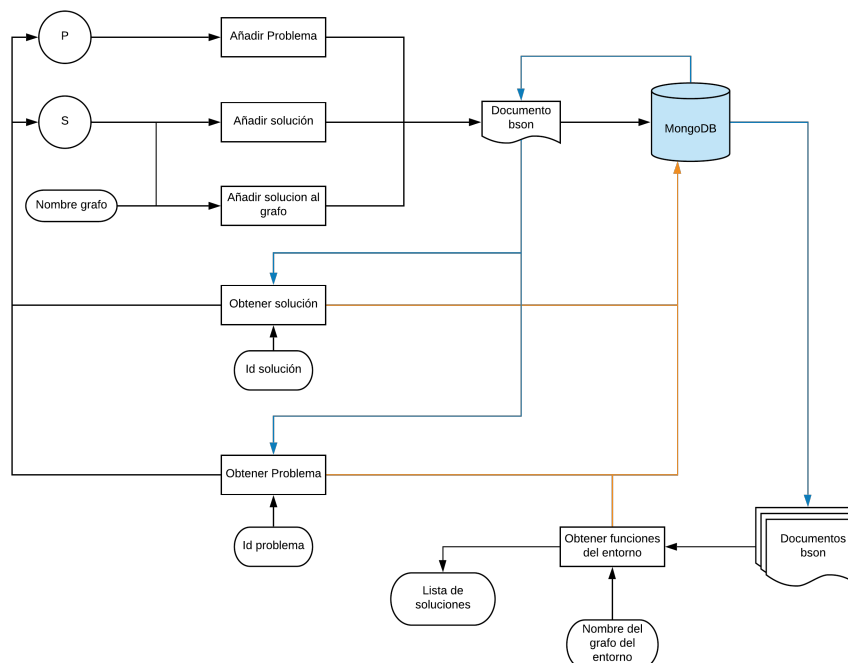 P
Añadir Problema
S
Añadir solución
Documento
bson
MongoDB
Nombre grafo
Añadir solucion al
grafo
Obtener solución
Id solución
Obtener Problema
Id problema
Obtener funciones
del entorno
Documentos
bson
Lista de
soluciones
Nombre del
grafo del
entorno